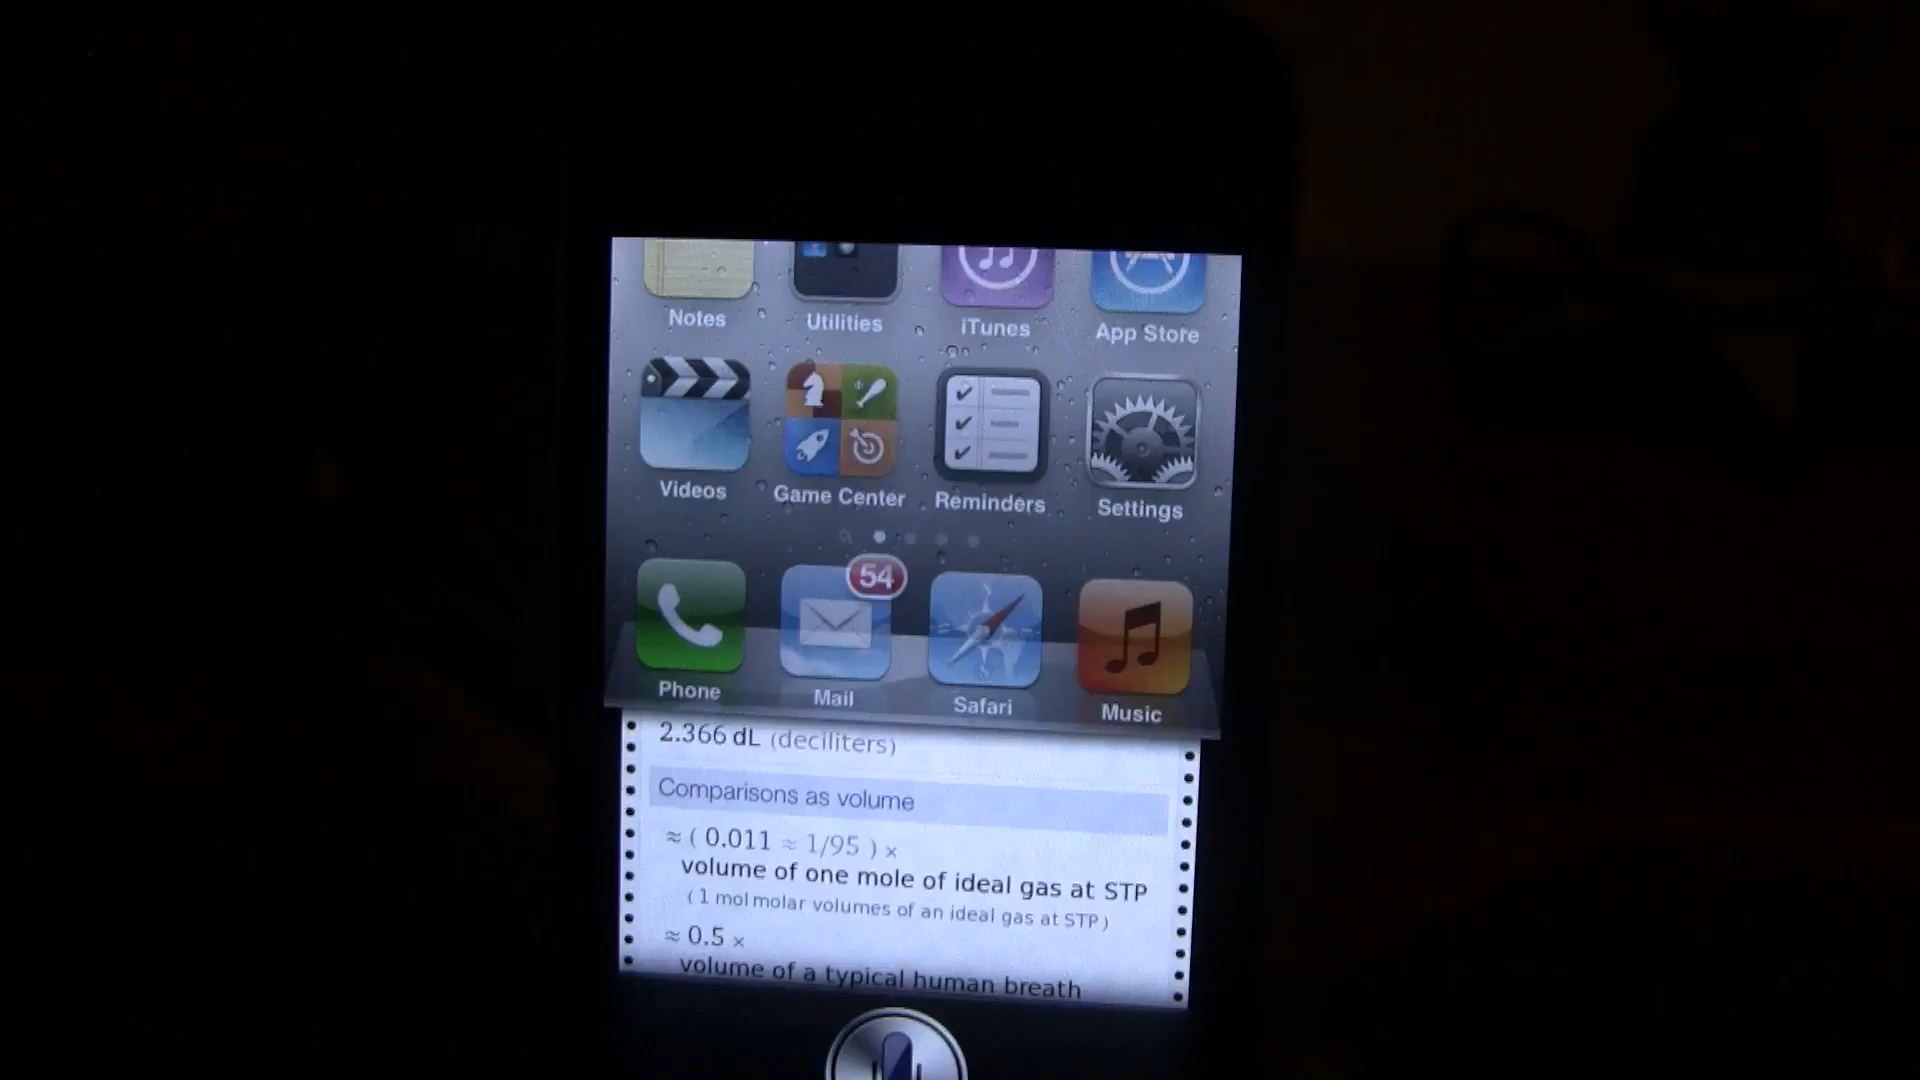 Notes Utilities iTunes App Store
Videos Game Center Reminders Settings
54
Phone Mail Safari Music
2.366 dL (deciliters)
Comparisons as volume
≈ ( 0.011 ≈ 1/95 ) ×
volume of one mole of ideal gas at STP
( 1 mol molar volumes of an ideal gas at STP )
≈ 0.5 ×
volume of a typical human breath